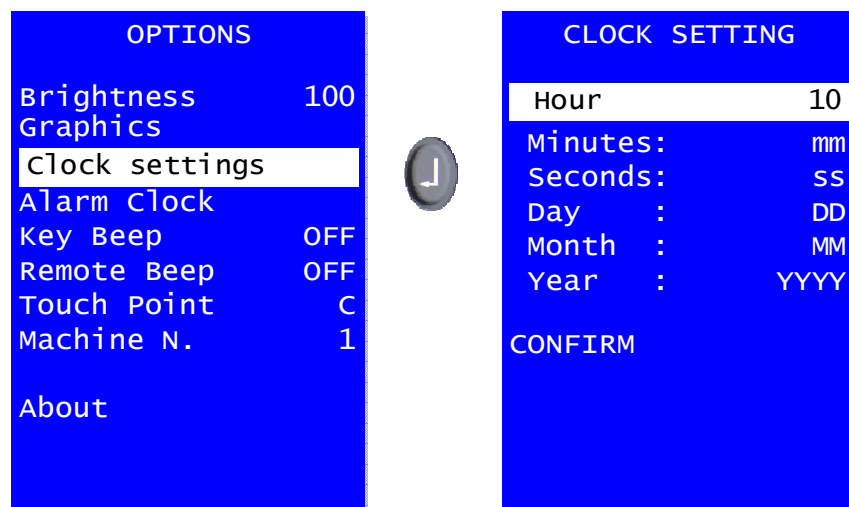 OPTIONS
Brightness 100
Graphics
Clock settings
Alarm Clock
Key Beep OFF
Remote Beep OFF
Touch Point C
Machine N. 1
About
CLOCK SETTING
Hour 10
Minutes: mm
Seconds: ss
Day : DD
Month : MM
Year : YYYY
CONFIRM